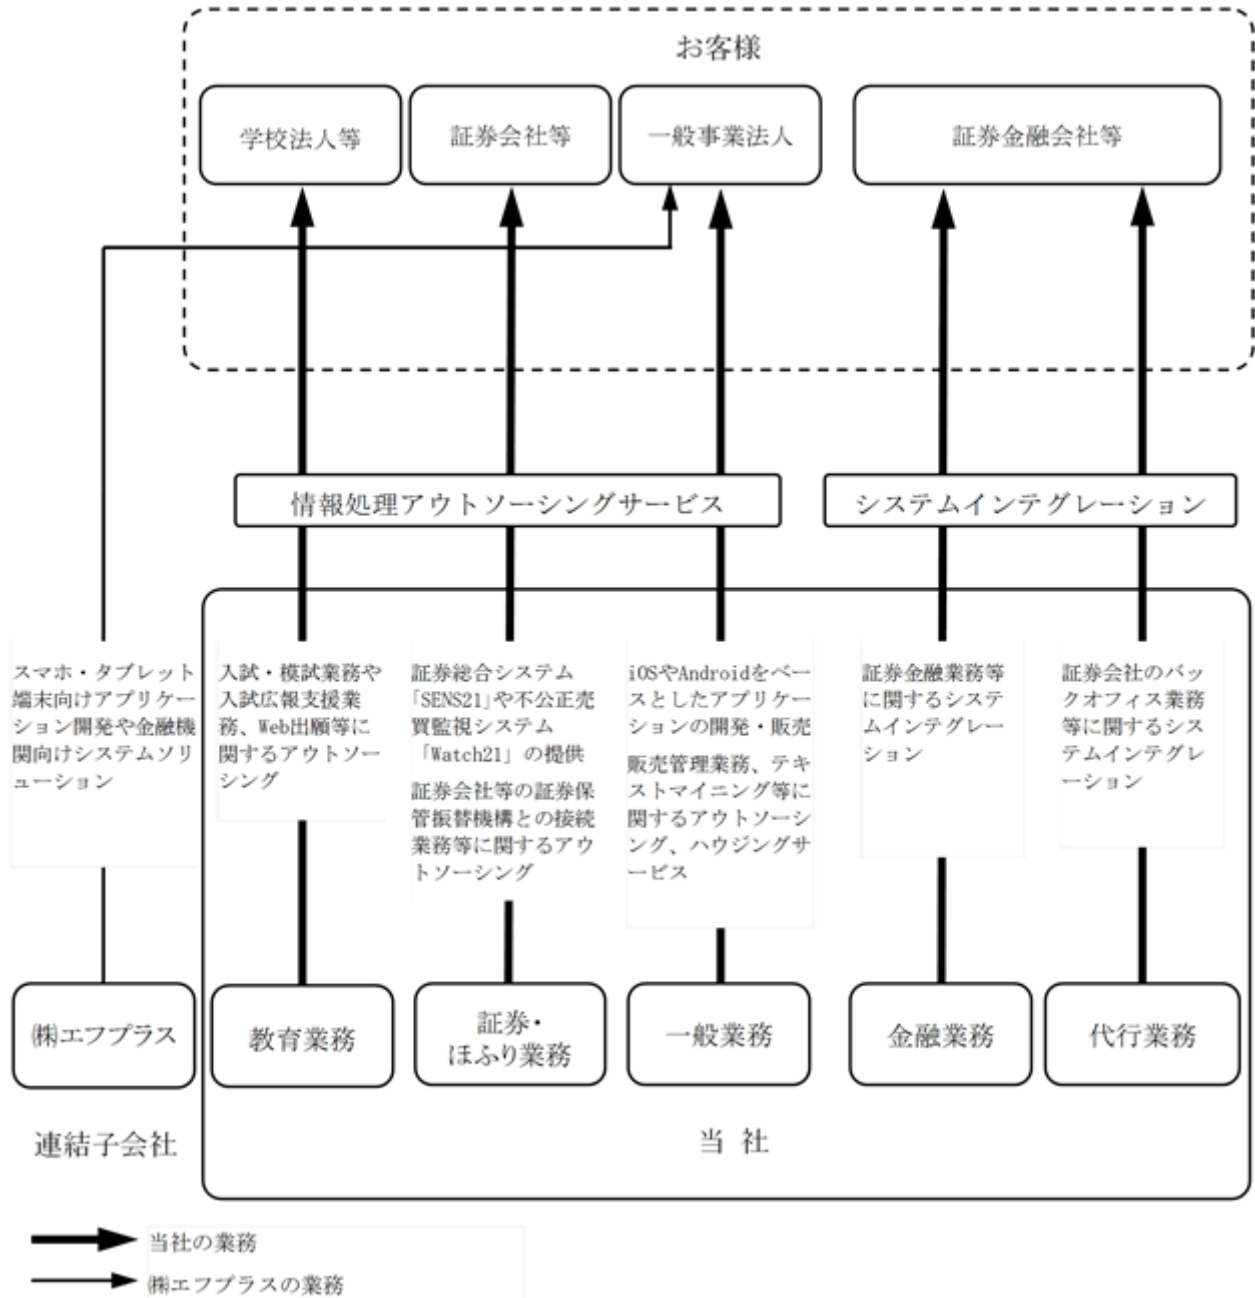 お客様
学校法人等
証券会社等
一般事業法人
証券金融会社等
情報処理アウトソーシングサービス
システムインテグレーション
スマホ・タブレット
端末向けアプリケー
ション開発や金融機
関向けシステムソリ
ューション
入試・模試業務や
入試広報支援業
務、Web出願等に
関するアウトソー
シング
証券総合システム
「SENS21」や不公正売
買監視システム
「Watch21」の提供
証券会社等の証券保
管振替機構との接続
業務等に関するアウ
トソーシング
iOSやAndroidをベー
スとしたアプリケー
ションの開発・販売
販売管理業務、テキ
ストマイニング等に
関するアウトソーシ
ング、ハウジングサ
ービス
証券金融業務等
に関するシステ
ムインテグレー
ション
証券会社のバッ
クオフィス業務
等に関するシス
テムインテグレ
ーション
㈱エフプラス
教育業務
証券・
ほふり業務
一般業務
金融業務
代行業務
連結子会社
当 社
当社の業務
㈱エフプラスの業務